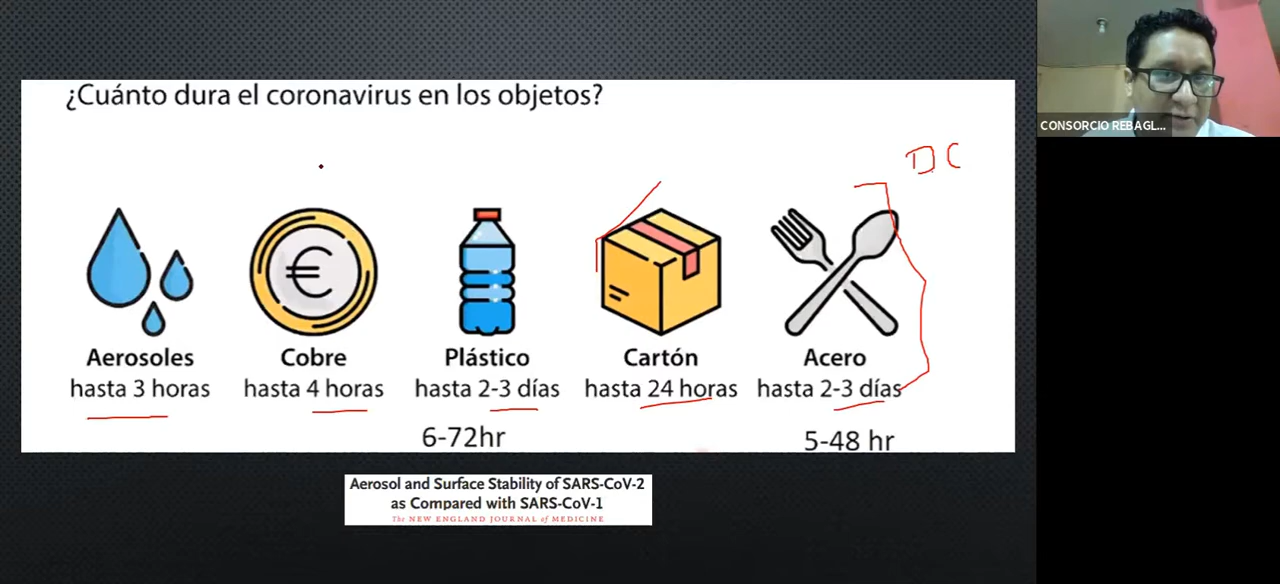 ¿Cuánto dura el coronavirus en los objetos?
CONSORCIO REBAGL...
DC
€
Aerosoles
hasta 3 horas
Cobre
hasta 4 horas
Plástico
hasta 2-3 días
6-72hr
Cartón
hasta 24 horas
Acero
hasta 2-3 días
5-48 hr
Aerosol and Surface Stability of SARS-CoV-2
as Compared with SARS-CoV-1
The NEW ENGLAND JOURNAL of MEDICINE